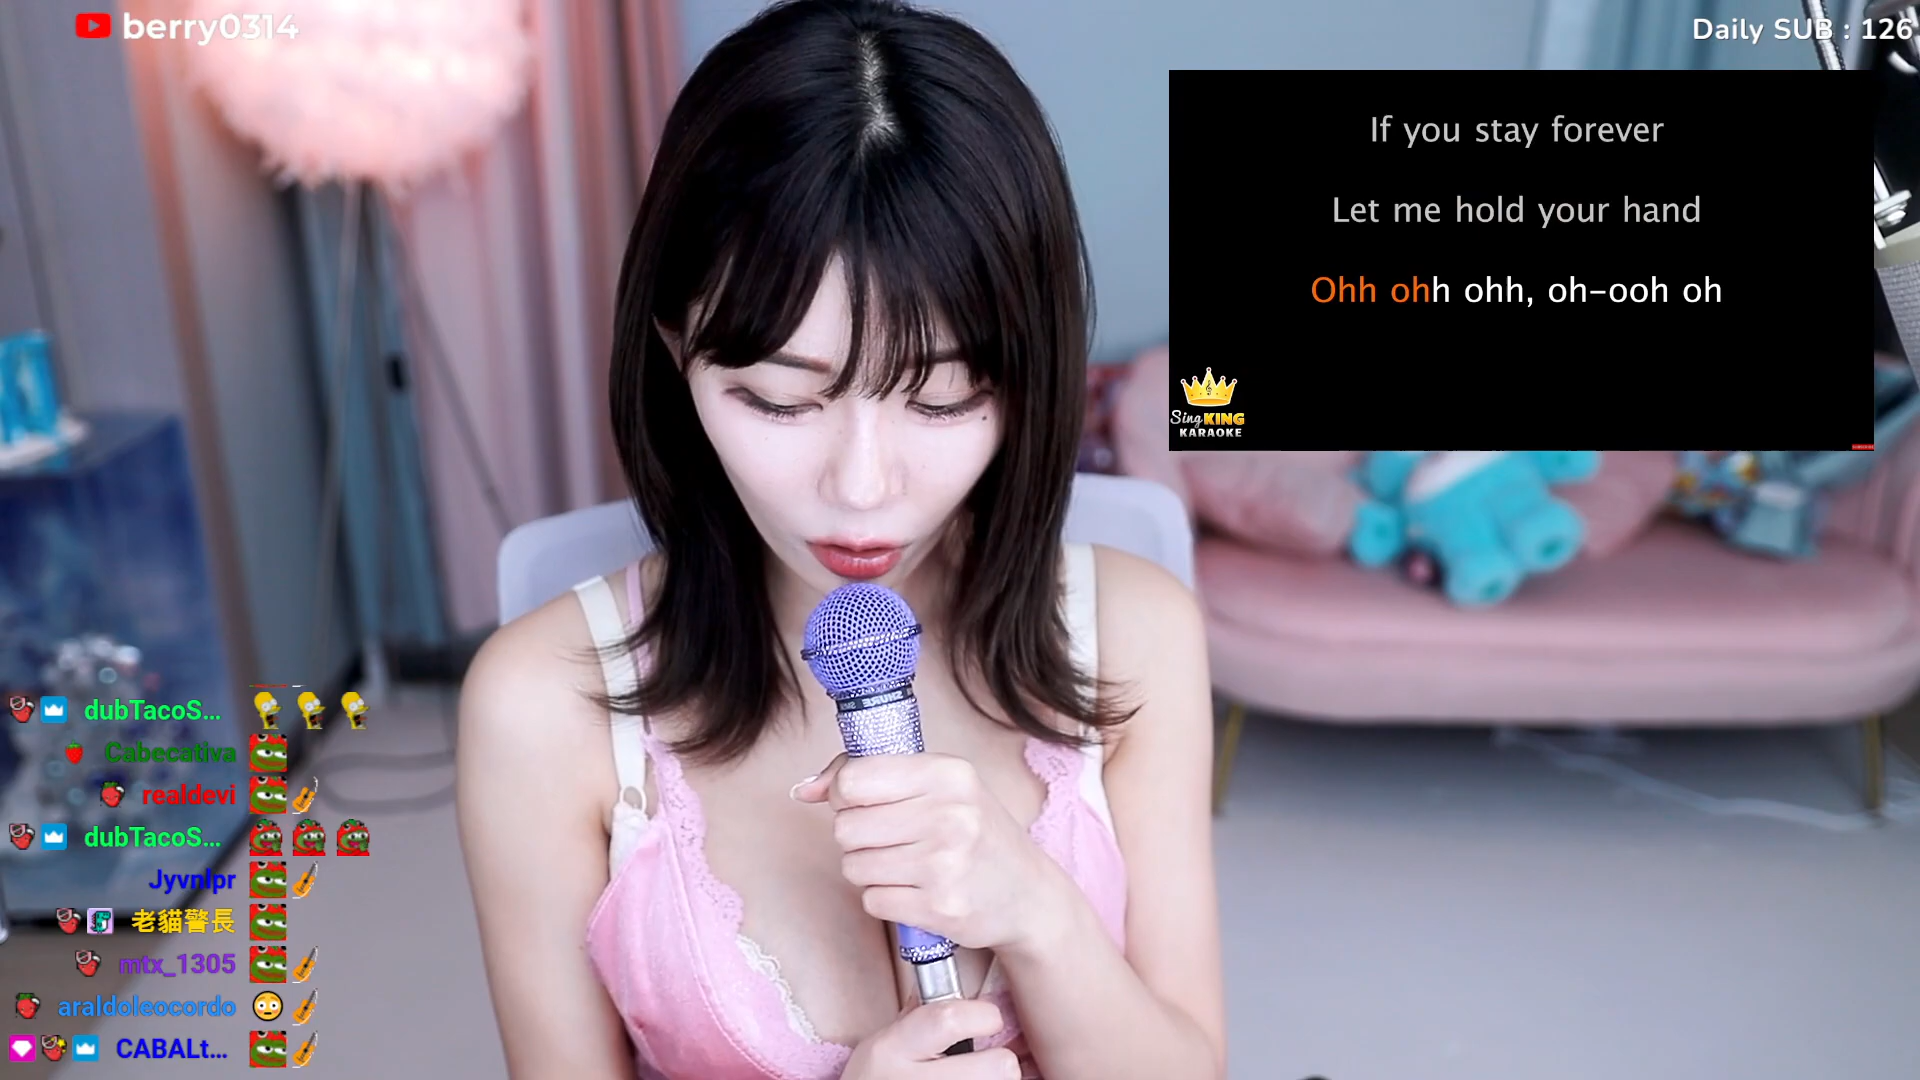 berry0314
Daily SUB : 126
If you stay forever
Let me hold your hand
Ohh ohh ohh, oh-ooh oh
Sing KING
KARAOKE
SHURE
dubTacoS...
Cabecativa
realdevi
dubTacoS...
Jyvnlpr
老貓警長
mtx_1305
araldoleocordo
CABALt...